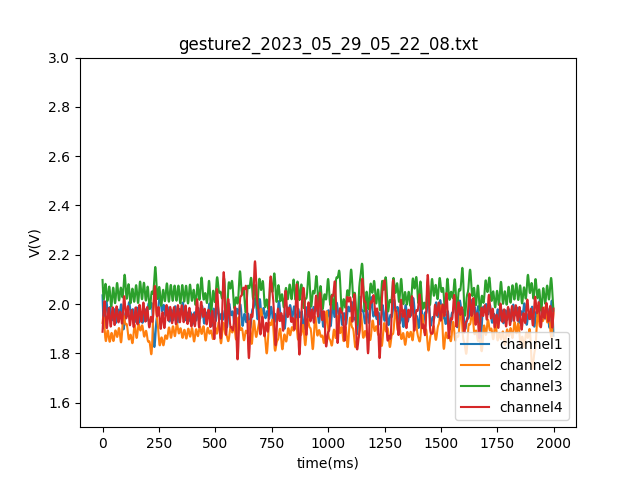 gesture2_2023_05_29_05_22_08.txt
3.0
2.8
2.6
2.4
2.2
2.0
1.8
1.6
V(V)
channel1
channel2
channel3
channel4
0 250 500 750 1000 1250 1500 1750 2000
time(ms)